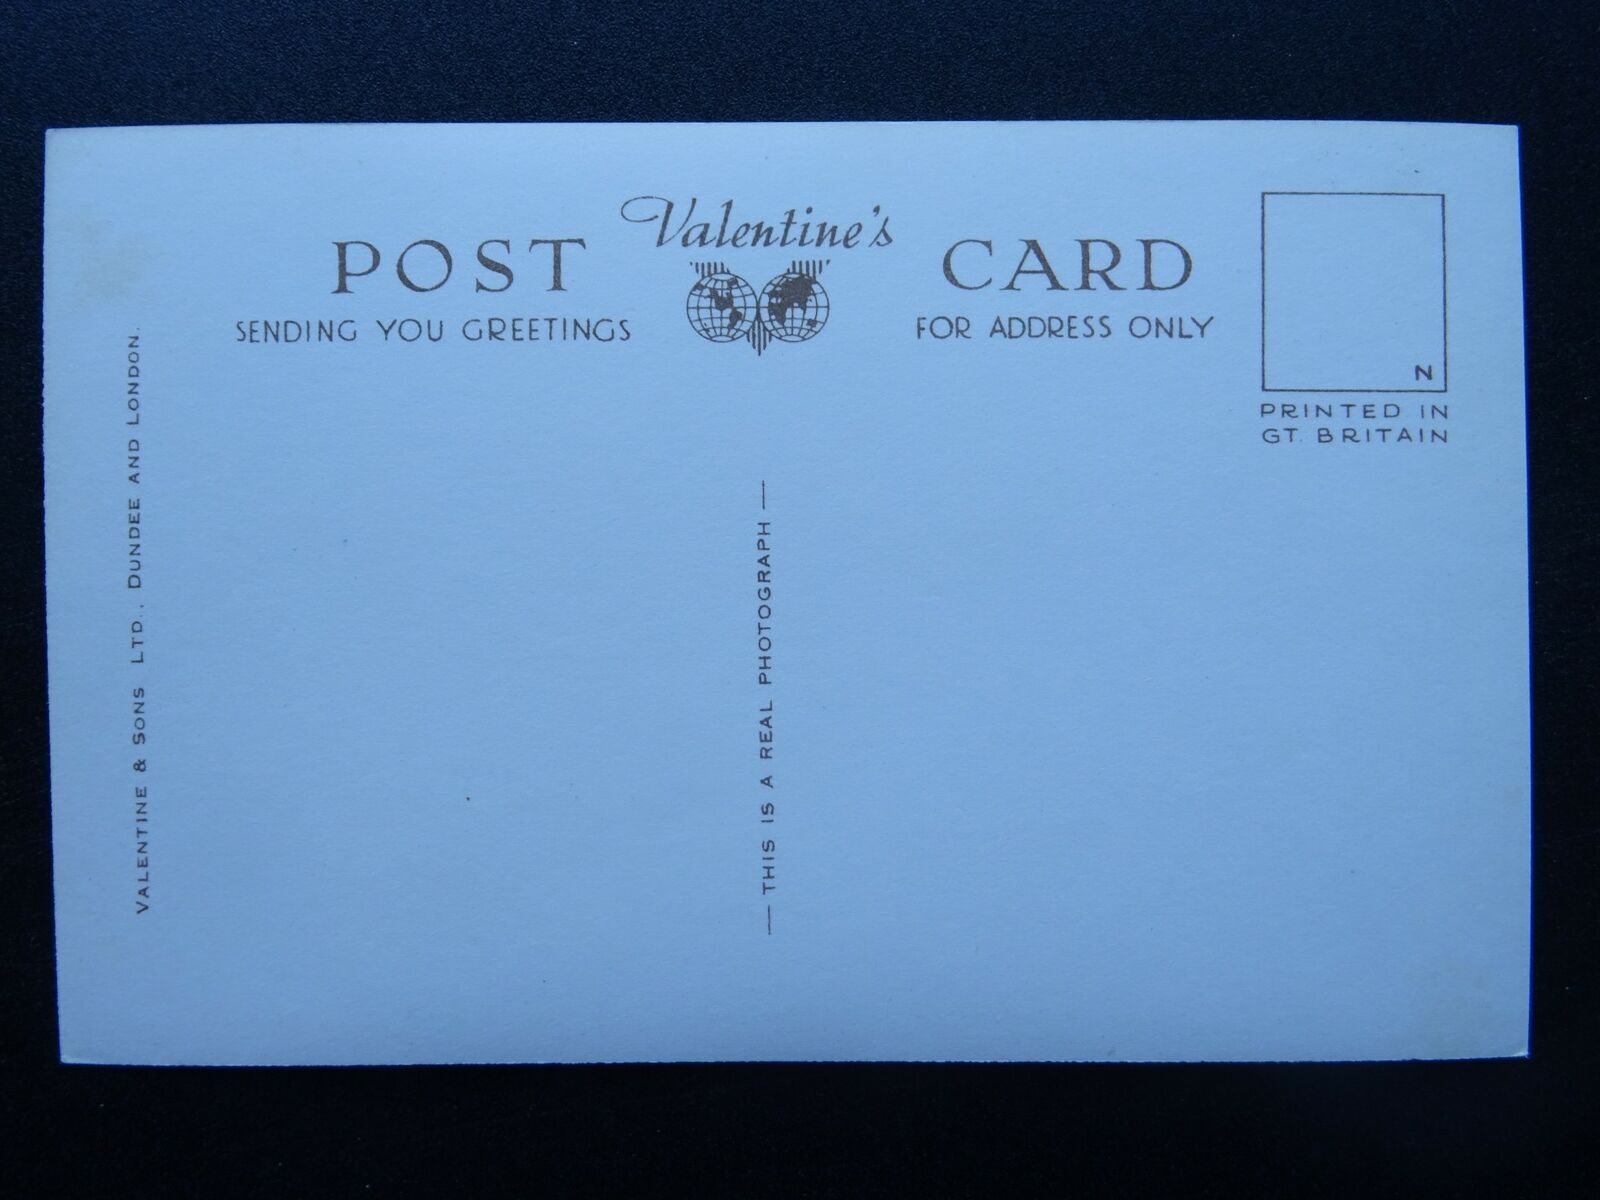 Valentine's
POST CARD
SENDING YOU GREETINGS
FOR ADDRESS ONLY
N
PRINTED IN
GT. BRITAIN
VALENTINE & SONS LTD., DUNDEE AND LONDON.
— THIS IS A REAL PHOTOGRAPH —